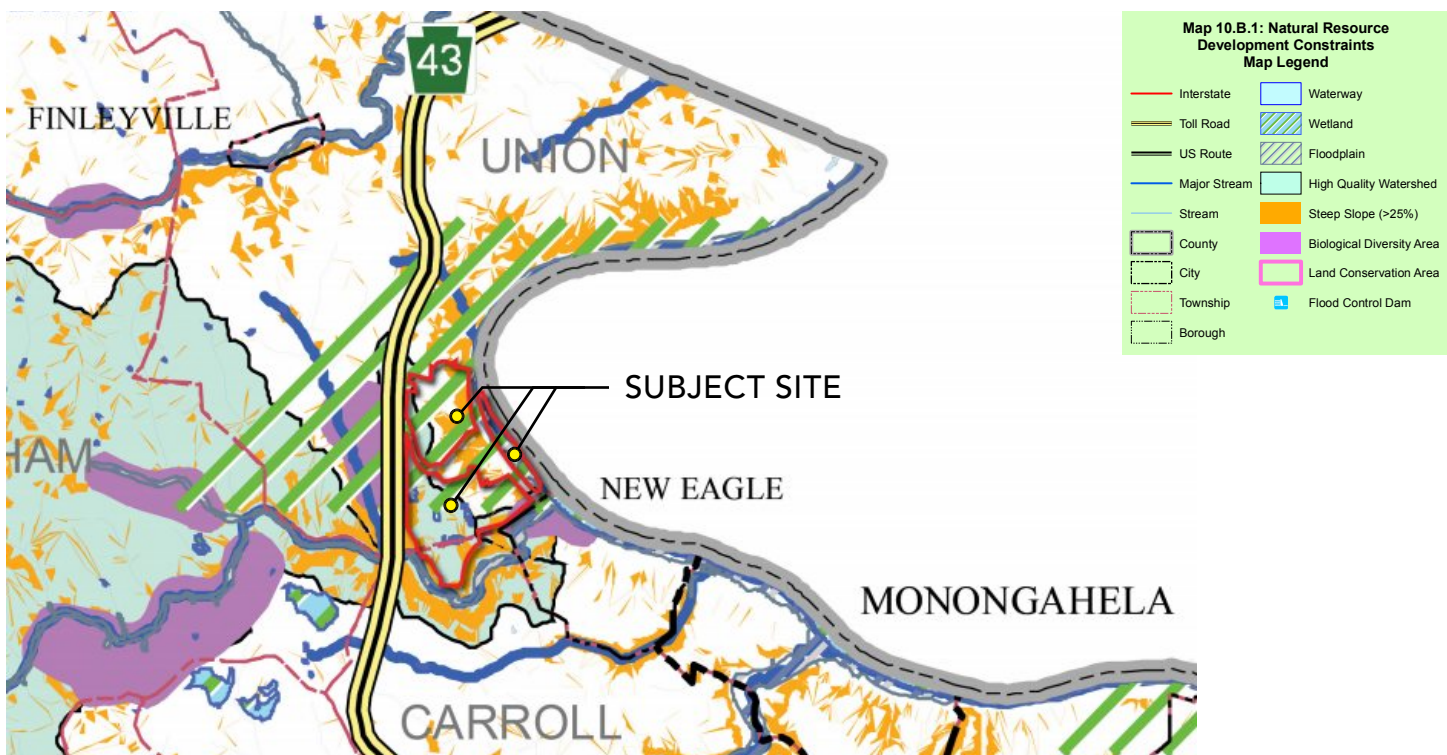 43
FINLEYVILLE
UNION
SUBJECT SITE
HAM
NEW EAGLE
MONONGAHELA
CARROLL
Map 10.B.1: Natural Resource
Development Constraints
Map Legend
Interstate
Waterway
Toll Road
Wetland
US Route
Floodplain
Major Stream
High Quality Watershed
Stream
Steep Slope (>25%)
County
Biological Diversity Area
City
Land Conservation Area
Township
Flood Control Dam
Borough